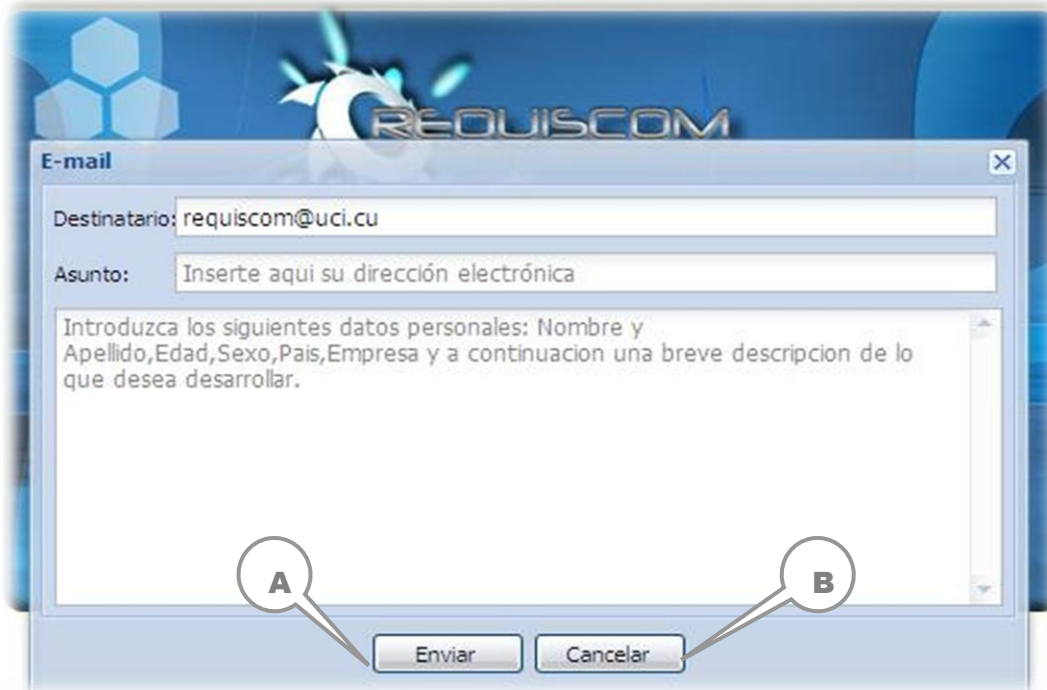 REQUISCOM
E-mail
Destinatario: requiscom@uci.cu
Asunto: Inserte aqui su dirección electrónica
Introduzca los siguientes datos personales: Nombre y
Apellido,Edad,Sexo,Pais,Empresa y a continuacion una breve descripcion de lo
que desea desarrollar.
A
B
Enviar Cancelar